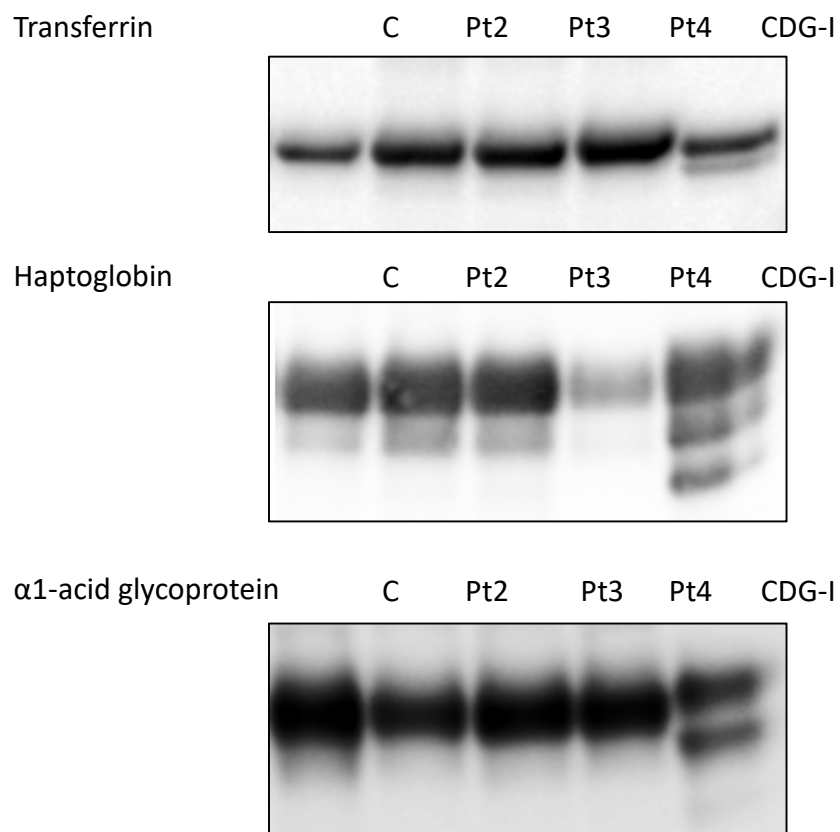 Transferrin C Pt2 Pt3 Pt4 CDG-I
Haptoglobin C Pt2 Pt3 Pt4 CDG-I
α1-acid glycoprotein C Pt2 Pt3 Pt4 CDG-I